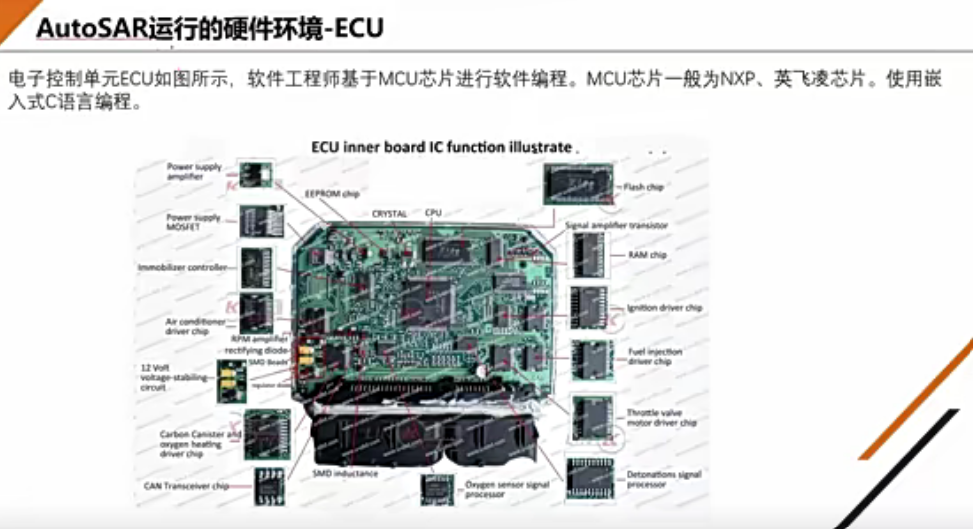 AutoSAR运行的硬件环境-ECU
电子控制单元ECU如图所示，软件工程师基于MCU芯片进行软件编程。MCU芯片一般为NXP、英飞凌芯片。使用嵌
入式C语言编程。
ECU inner board IC function illustrate .
Power supply
amplifier
EEPROM chip
Flash chip
CRYSTAL
CPU
Power supply
MOSFET
Signal amplifier transistor
RAM chip
Immobilizer controller
Ignition driver chip
Air conditioner
driver chip
RPM amplifier
rectifying diode
SMD Beads
Fuel injection
driver chip
12 Volt
voltage-stabiling
circuit
Throttle valve
motor driver chip
Carbon Canister and
oxygen heating
driver chip
SMD inductance
Detonations signal
processor
CAN Transceiver chip
Oxygen sensor signal
processor